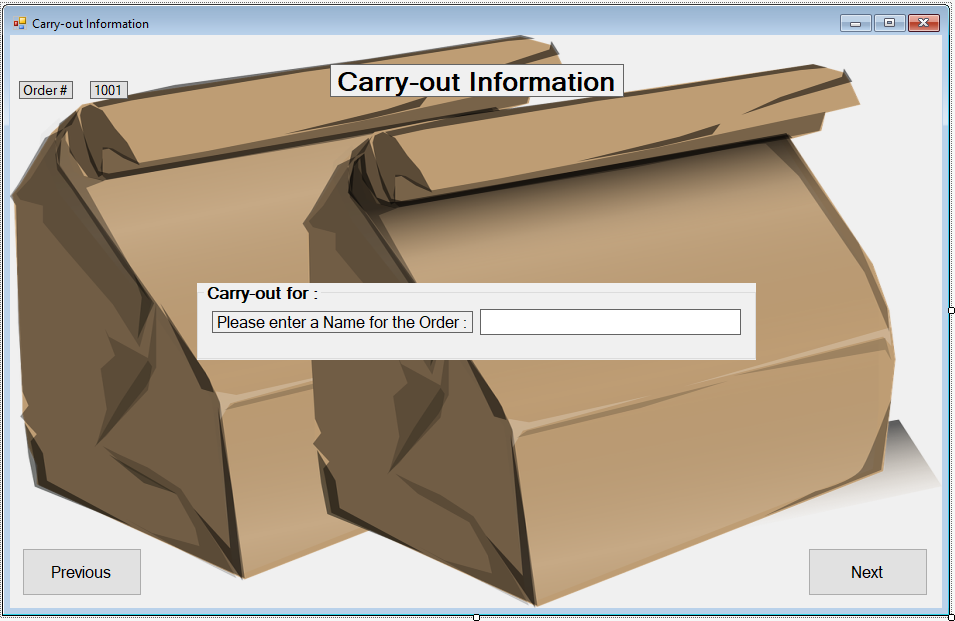 Carry-out Information
Carry-out Information
Order # 1001
Carry-out for :
Please enter a Name for the Order :
Previous Next